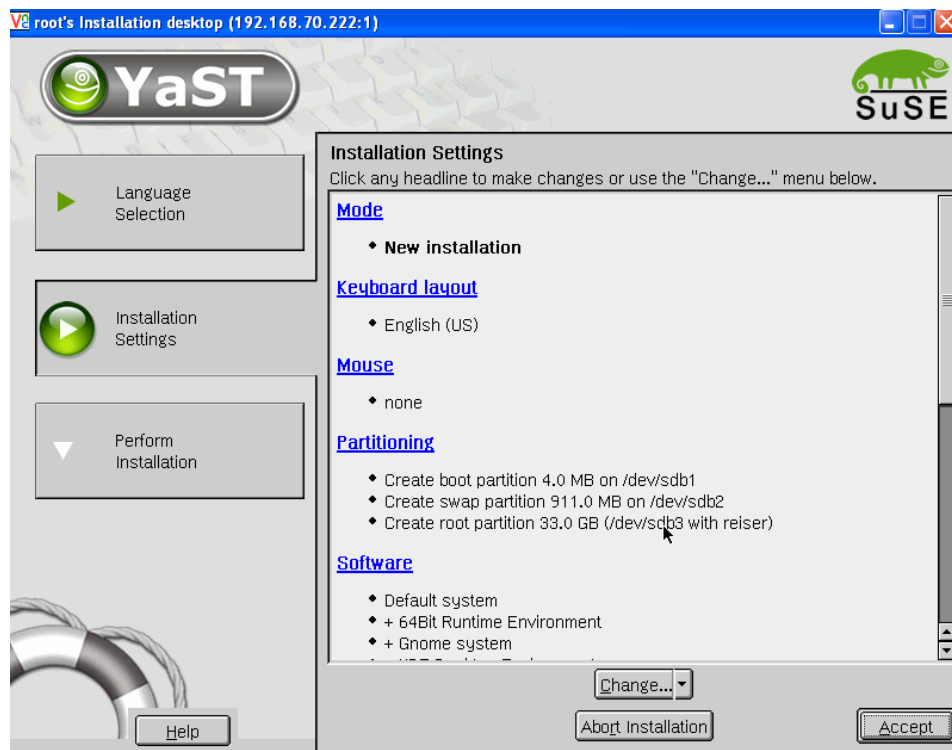 root's Installation desktop (192.168.70.222:1)
YaST
SuSE
Language
Selection
Installation
Settings
Perform
Installation
Help
Installation Settings
Click any headline to make changes or use the "Change..." menu below.
Mode
New installation
Keyboard layout
English (US)
Mouse
none
Partitioning
Create boot partition 4.0 MB on /dev/sdb1
Create swap partition 911.0 MB on /dev/sdb2
Create root partition 33.0 GB (/dev/sdb3 with reiser)
Software
Default system
+ 64Bit Runtime Environment
+ Gnome system
Change...
Abort Installation
Accept